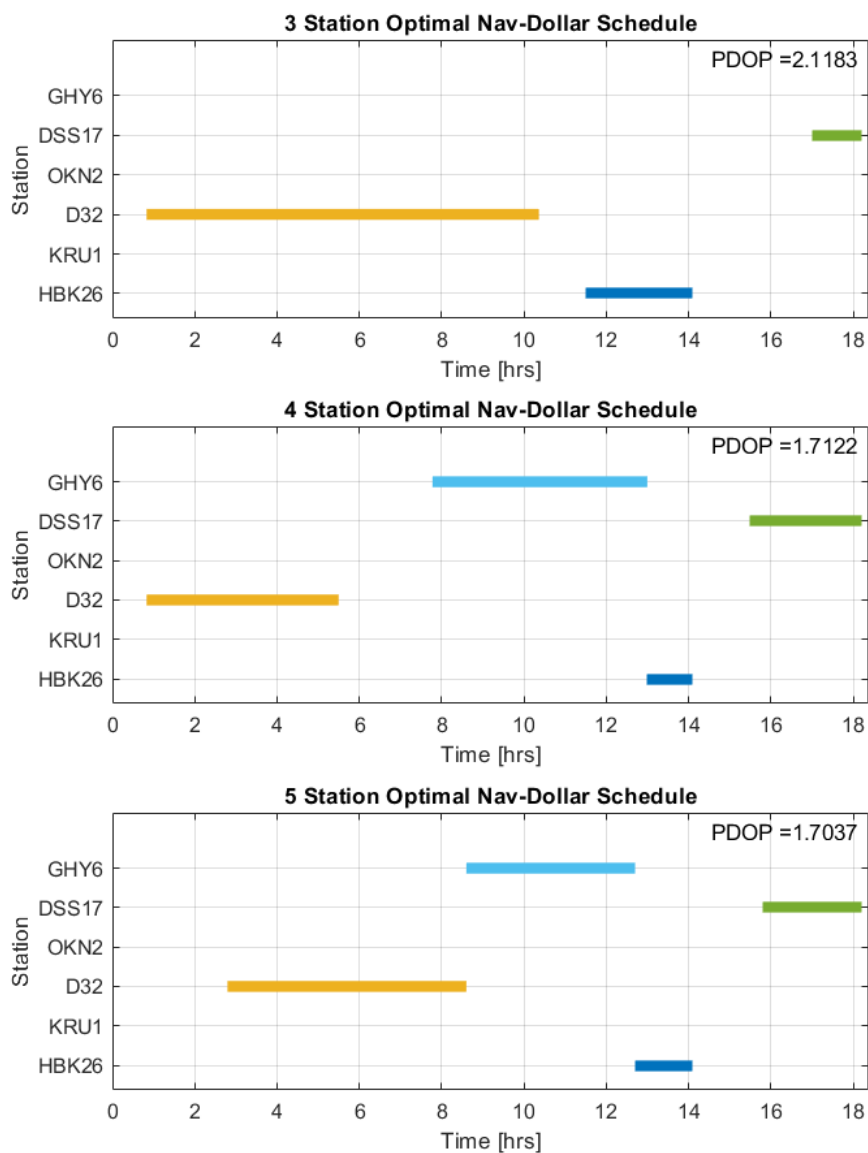 3 Station Optimal Nav-Dollar Schedule
PDOP =2.1183
GHY6
DSS17
OKN2
D32
KRU1
HBK26
Station
0 2 4 6 8 10 12 14 16 18
Time [hrs]
4 Station Optimal Nav-Dollar Schedule
PDOP =1.7122
GHY6
DSS17
OKN2
D32
KRU1
HBK26
Station
0 2 4 6 8 10 12 14 16 18
Time [hrs]
5 Station Optimal Nav-Dollar Schedule
PDOP =1.7037
GHY6
DSS17
OKN2
D32
KRU1
HBK26
Station
0 2 4 6 8 10 12 14 16 18
Time [hrs]